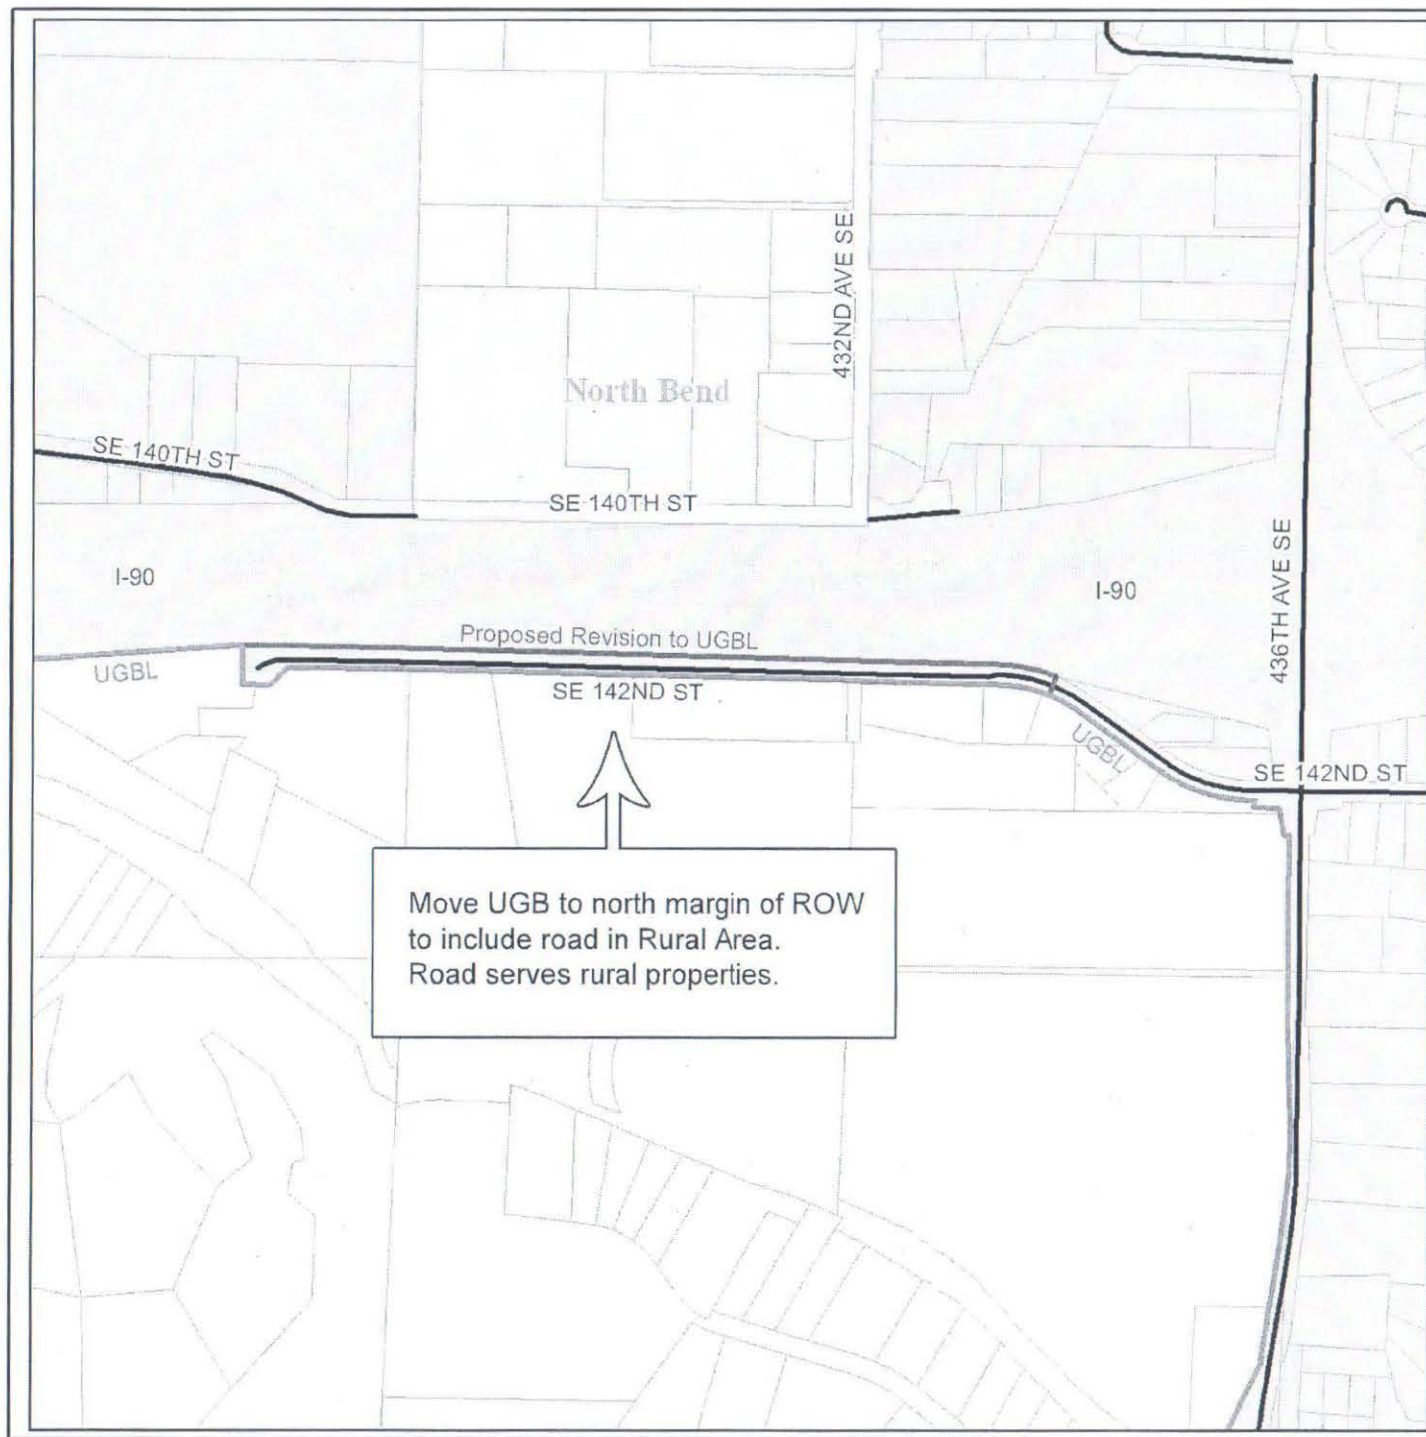 432ND AVE SE
North Bend
SE 140TH ST
SE 140TH ST
436TH AVE SE
I-90
I-90
Proposed Revision to UGBL
UGBL
SE 142ND ST
UGBL
SE 142ND ST
Move UGB to north margin of ROW
to include road in Rural Area.
Road serves rural properties.